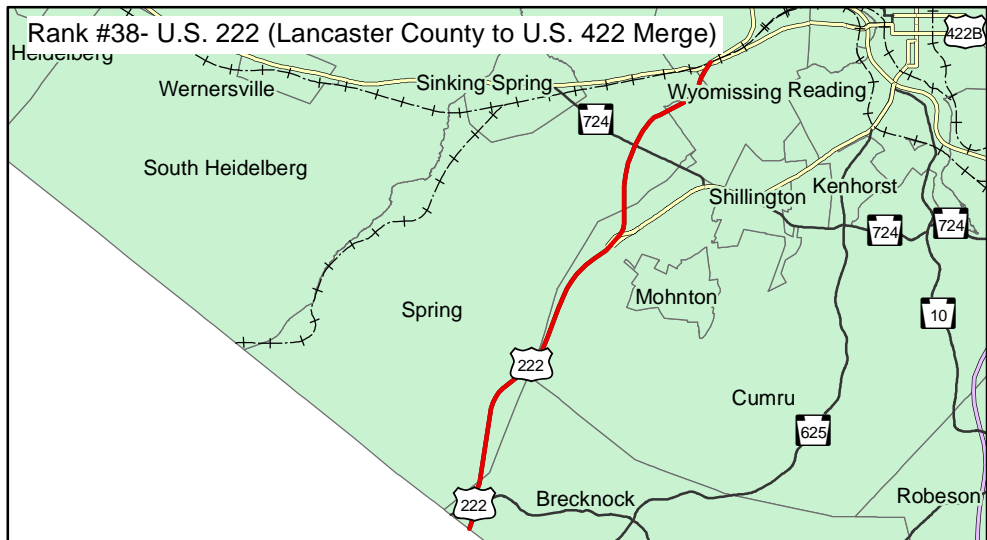 Rank #38- U.S. 222 (Lancaster County to U.S. 422 Merge)
422B
Heidelberg
Wernersville
Sinking Spring
Wyomissing
Reading
724
South Heidelberg
Shillington
Kenhorst
724
724
Spring
Mohnton
10
222
Cumru
625
222
Brecknock
Robeson